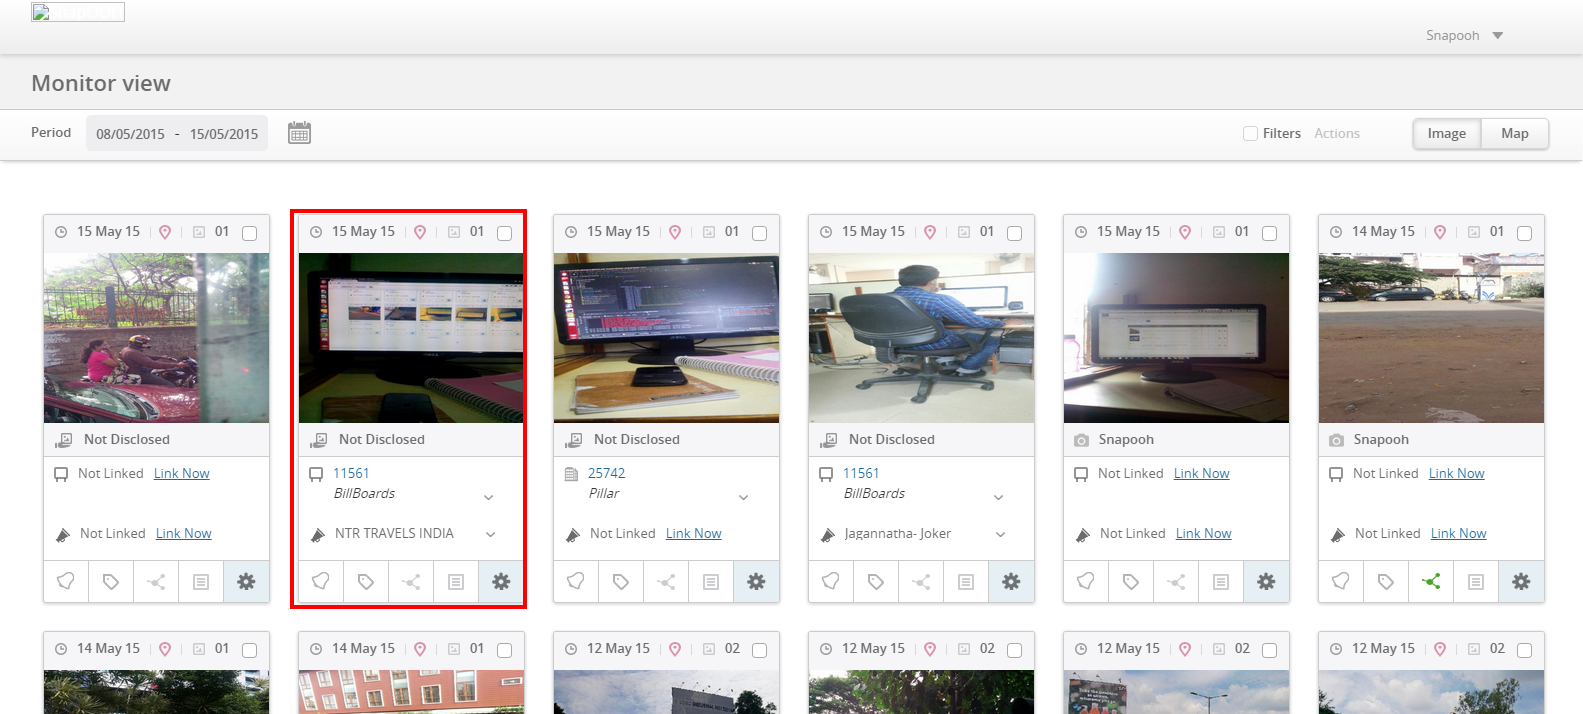 Snapooh
Monitor view
Period 08/05/2015 - 15/05/2015 Filters Actions Image Map
15 May 15 01 15 May 15 01 15 May 15 01 15 May 15 01 15 May 15 01 14 May 15 01
Not Disclosed Not Disclosed Not Disclosed Not Disclosed Snapooh Snapooh
Not Linked Link Now 11561 25742 11561 Not Linked Link Now Not Linked Link Now
BillBoards Pillar BillBoards
Not Linked Link Now NTR TRAVELS INDIA Not Linked Link Now Jagannatha- Joker Not Linked Link Now Not Linked Link Now
14 May 15 01 14 May 15 01 12 May 15 02 12 May 15 02 12 May 15 02 12 May 15 02